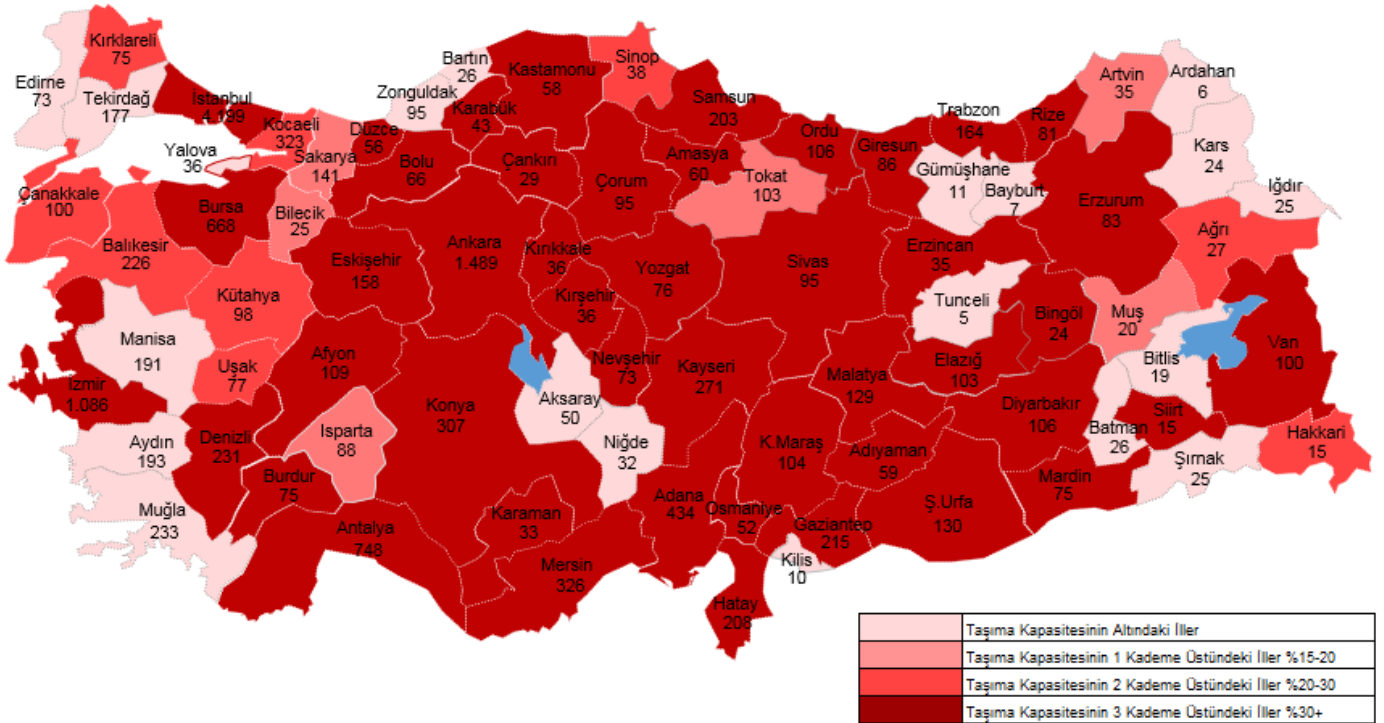 Kırklareli
75
Edirne
73
Tekirdağ
177
İstanbul
4.199
Kocaeli
323
Yalova
36
Sakarya
141
Düzce
56
Zonguldak
95
Bartın
26
Karabük
43
Kastamonu
58
Sinop
38
Samsun
203
Bolu
66
Çankırı
29
Çorum
95
Amasya
60
Tokat
103
Ordu
106
Giresun
86
Trabzon
164
Rize
81
Artvin
35
Ardahan
6
Kars
24
Iğdır
25
Gümüşhane
11
Bayburt
7
Erzurum
83
Ağrı
27
Çanakkale
100
Balıkesir
226
Bursa
668
Bilecik
25
Kütahya
98
Eskişehir
158
Ankara
1.489
Kırıkkale
36
Kırşehir
36
Yozgat
76
Sivas
95
Erzincan
35
Tunceli
5
Bingöl
24
Muş
20
Bitlis
19
Van
100
Manisa
191
Uşak
77
Afyon
109
İzmir
1.086
Aydın
193
Denizli
231
Burdur
75
Isparta
88
Konya
307
Aksaray
50
Nevşehir
73
Niğde
32
Kayseri
271
Malatya
129
Elazığ
103
Diyarbakır
106
Batman
26
Siirt
15
Şırnak
25
Hakkari
15
Muğla
233
Antalya
748
Karaman
33
Mersin
326
Adana
434
Osmaniye
52
K.Maraş
104
Adıyaman
59
Gaziantep
215
Kilis
10
Hatay
208
Ş.Urfa
130
Mardin
75
Taşıma Kapasitesinin Altındaki İller
Taşıma Kapasitesinin 1 Kademe Üstündeki İller %15-20
Taşıma Kapasitesinin 2 Kademe Üstündeki İller %20-30
Taşıma Kapasitesinin 3 Kademe Üstündeki İller %30+